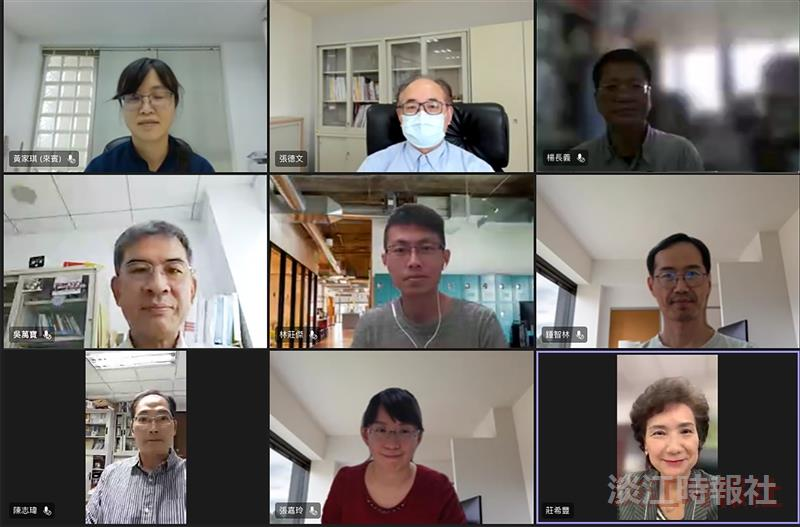 黃家琪 (來賓)
張德文
楊長義
吳萬寶
林莊傑
鍾智林
陳志瑋
張嘉玲
莊希豐
淡江時報社